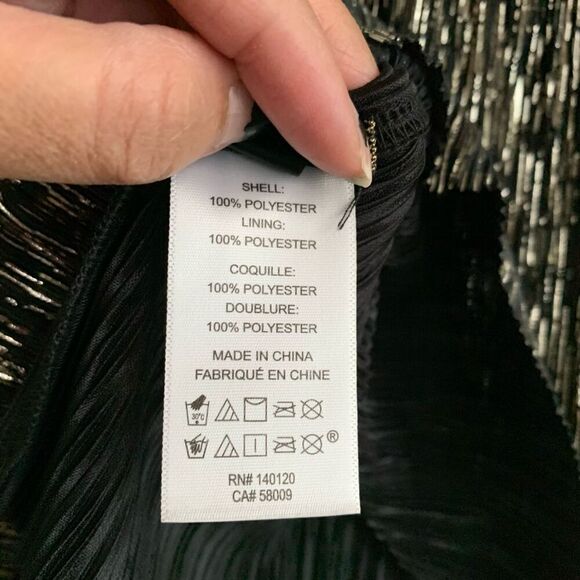 SHELL:
100% POLYESTER
LINING:
100% POLYESTER
COQUILLE:
100% POLYESTER
DOUBLURE:
100% POLYESTER
MADE IN CHINA
FABRIQUÉ EN CHINE
30°C
®
RN# 140120
CA# 58009